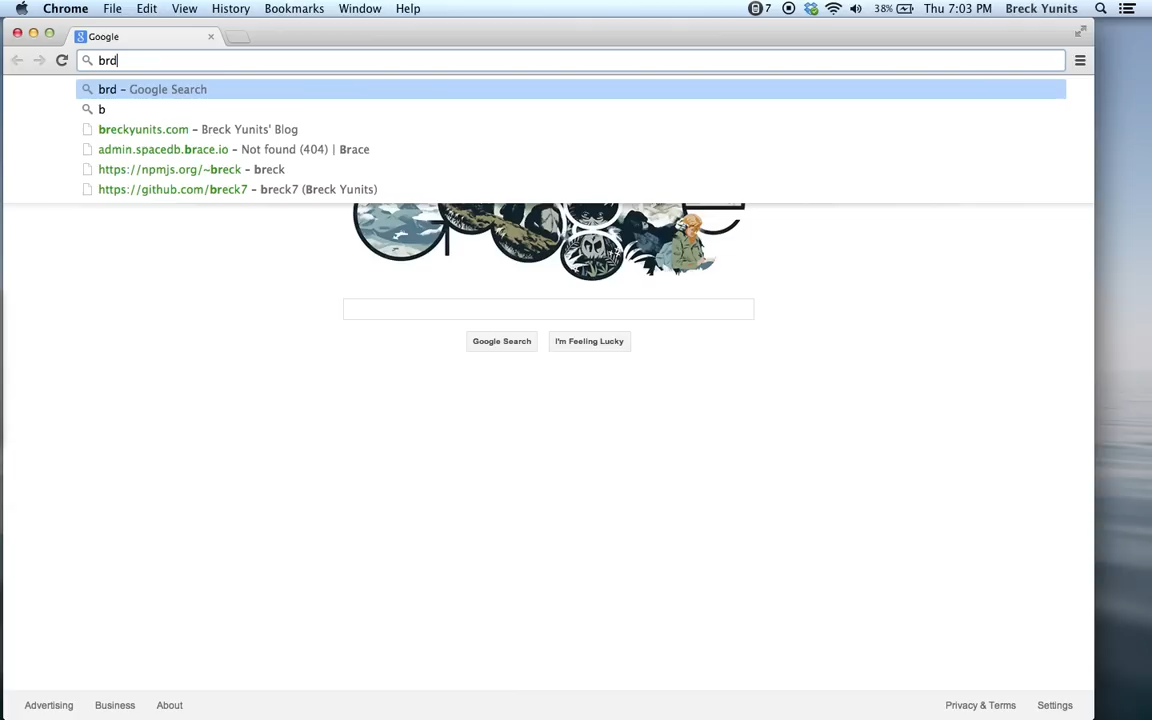 Chrome File Edit View History Bookmarks Window Help 7 38% Thu 7:03 PM Breck Yunits
Google
brd
brd – Google Search
b
breckyunits.com – Breck Yunits' Blog
admin.spacedb.brace.io – Not found (404) | Brace
https://npmjs.org/~breck – breck
https://github.com/breck7 – breck7 (Breck Yunits)
Google Search I'm Feeling Lucky
Advertising Business About Privacy & Terms Settings